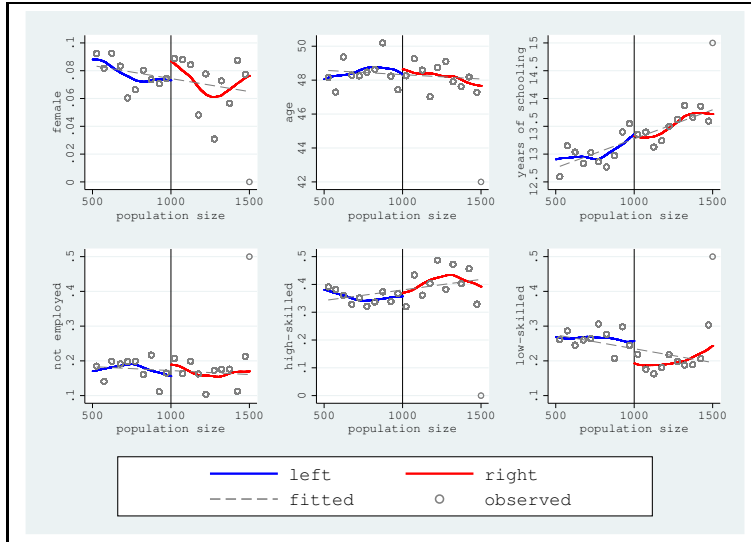 female
0 .02 .04 .06 .08 .1
500 1000 1500
population size
age
42 44 46 48 50
500 1000 1500
population size
years of schooling
12.5 13 13.5 14 14.5 15
500 1000 1500
population size
not employed
.1 .2 .3 .4 .5
500 1000 1500
population size
high-skilled
0 .1 .2 .3 .4 .5
500 1000 1500
population size
low-skilled
.1 .2 .3 .4 .5
500 1000 1500
population size
left right
fitted observed